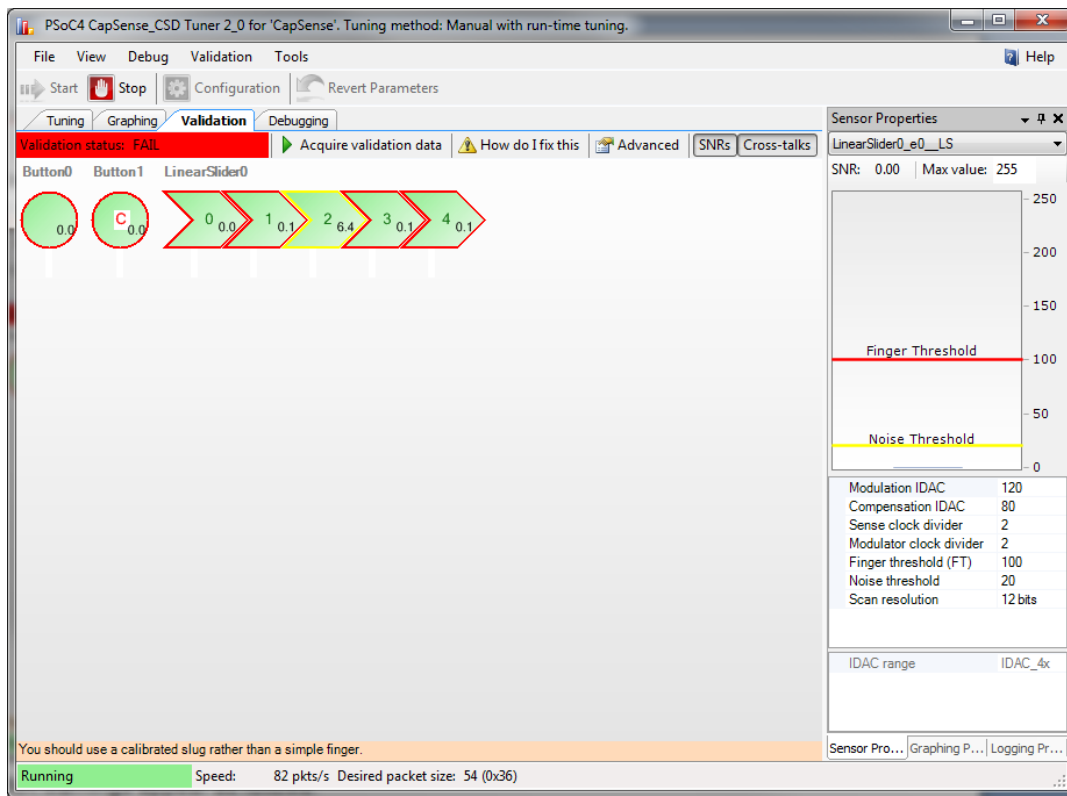 PSoC4 CapSense_CSD Tuner 2_0 for 'CapSense'. Tuning method: Manual with run-time tuning.
File View Debug Validation Tools Help
Start Stop Configuration Revert Parameters
Tuning Graphing Validation Debugging
Validation status: FAIL Acquire validation data How do I fix this Advanced SNRs Cross-talks
Button0 Button1 LinearSlider0
0.0 C 0.0 0 0.0 1 0.1 2 6.4 3 0.1 4 0.1
You should use a calibrated slug rather than a simple finger.
Running Speed: 82 pkts/s Desired packet size: 54 (0x36)
Sensor Properties
LinearSlider0_e0__LS
SNR: 0.00 Max value: 255
250
200
150
Finger Threshold
100
50
Noise Threshold
0
Modulation IDAC 120
Compensation IDAC 80
Sense clock divider 2
Modulator clock divider 2
Finger threshold (FT) 100
Noise threshold 20
Scan resolution 12 bits
IDAC range IDAC_4x
Sensor Pro... Graphing P... Logging Pr...